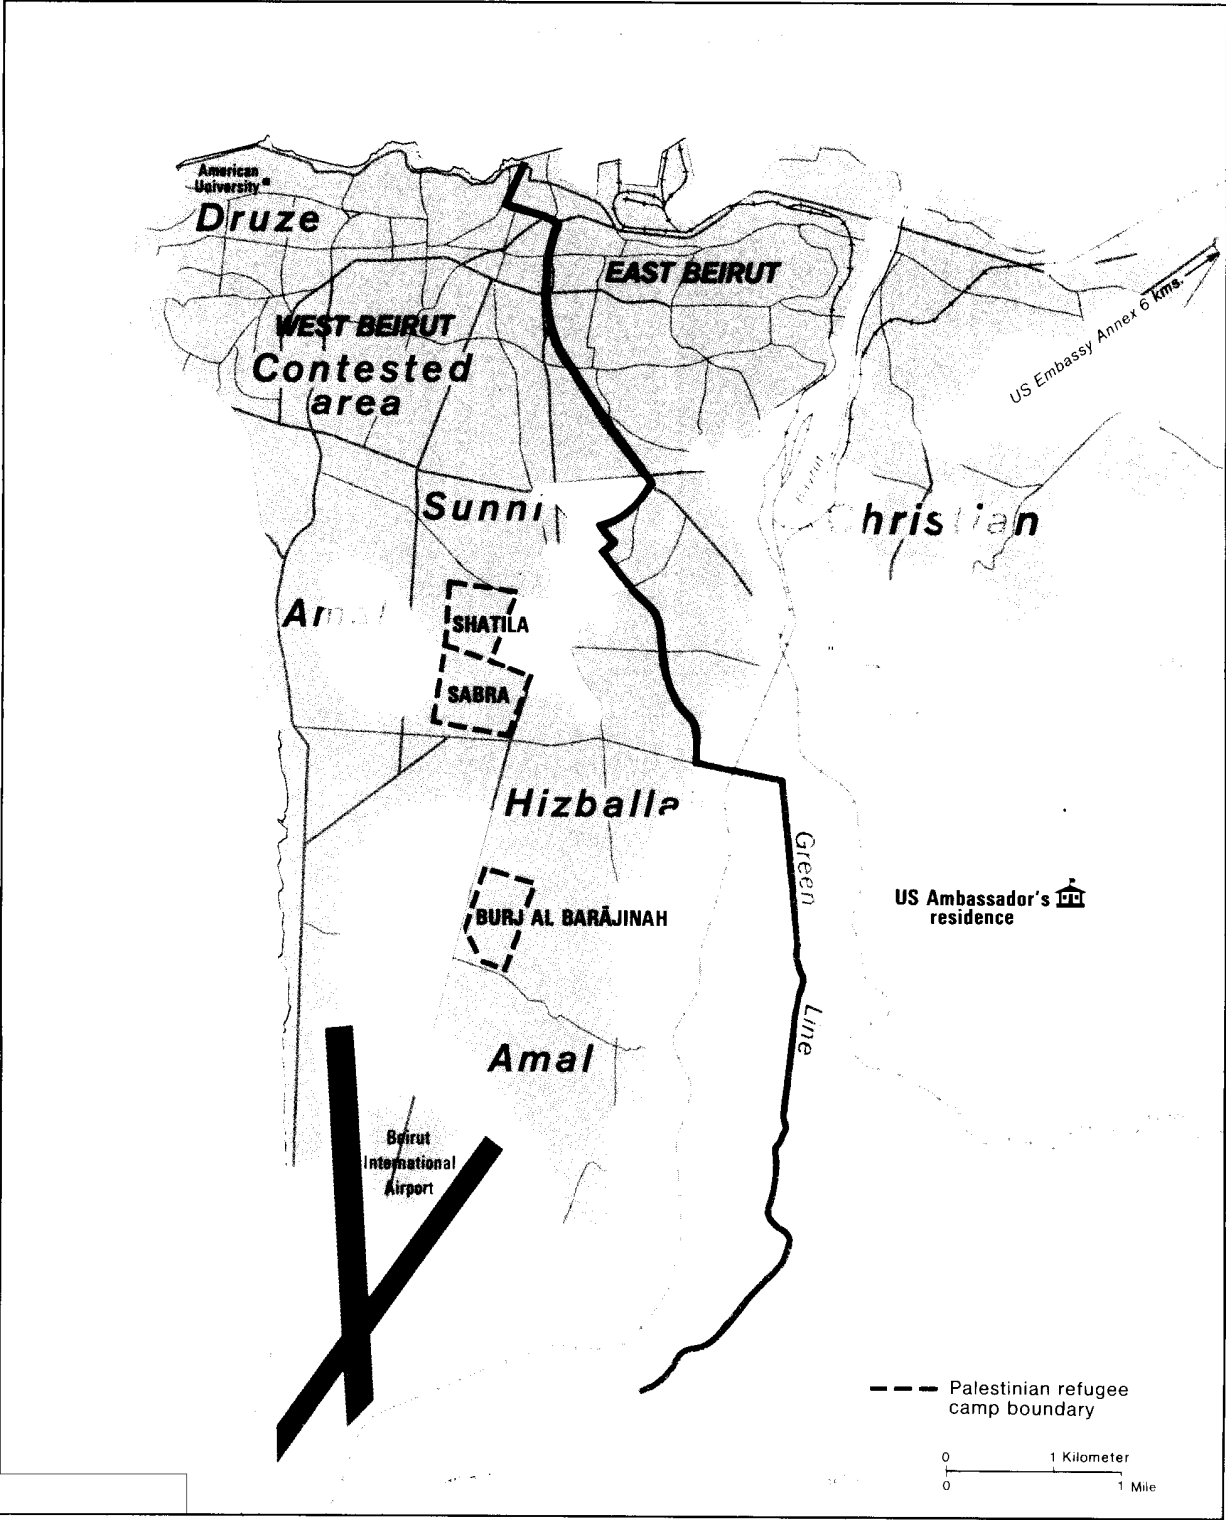 American
University
Druze
EAST BEIRUT
WEST BEIRUT
Contested
area
US Embassy Annex 6 kms.
Sunni
Christian
Amal
SHATILA
SABRA
Hizballa
Green
Line
US Ambassador's
residence
BURJ AL BARĀJINAH
Amal
Beirut
International
Airport
Palestinian refugee
camp boundary
0 1 Kilometer
0 1 Mile